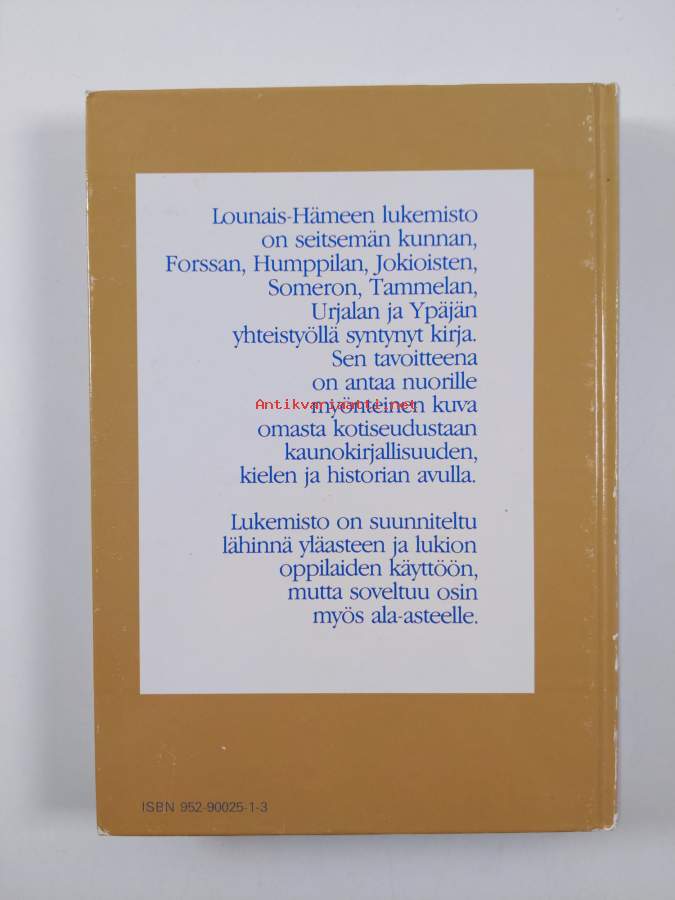 Lounais-Hämeen lukemisto
on seitsemän kunnan,
Forssan, Humppilan, Jokioisten,
Someron, Tammelan,
Urjalan ja Ypäjän
yhteistyöllä syntynyt kirja.
Sen tavoitteena
on antaa nuorille
Antikvariaatti.net
myönteinen kuva
omasta kotiseudustaan
kaunokirjallisuuden,
kielen ja historian avulla.
Lukemisto on suunniteltu
lähinnä yläasteen ja lukion
oppilaiden käyttöön,
mutta soveltuu osin
myös ala-asteelle.
ISBN 952-90025-1-3